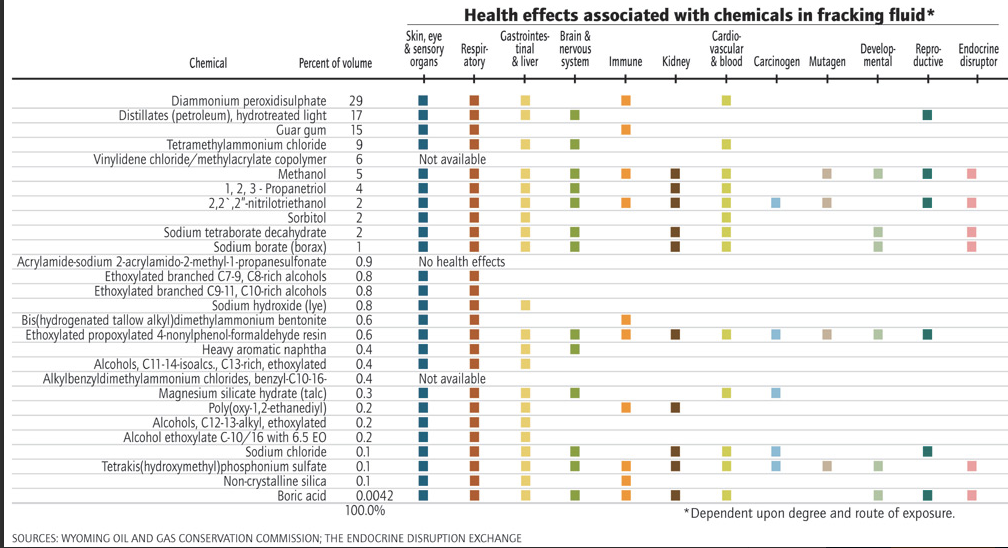 Health effects associated with chemicals in fracking fluid*
Chemical
Percent of volume
Skin, eye
& sensory
organs
Respir-
atory
Gastrointes-
tinal
& liver
Brain &
nervous
system
Immune
Kidney
Cardio-
vascular
& blood
Carcinogen
Mutagen
Develop-
mental
Repro-
ductive
Endocrine
disruptor
Diammonium peroxidisulphate 29
Distillates (petroleum), hydrotreated light 17
Guar gum 15
Tetramethylammonium chloride 9
Vinylidene chloride/methylacrylate copolymer 6 Not available
Methanol 5
1, 2, 3 - Propanetriol 4
2,2`,2"-nitrilotriethanol 2
Sorbitol 2
Sodium tetraborate decahydrate 2
Sodium borate (borax) 1
Acrylamide-sodium 2-acrylamido-2-methyl-1-propanesulfonate 0.9 No health effects
Ethoxylated branched C7-9, C8-rich alcohols 0.8
Ethoxylated branched C9-11, C10-rich alcohols 0.8
Sodium hydroxide (lye) 0.8
Bis(hydrogenated tallow alkyl)dimethylammonium bentonite 0.6
Ethoxylated propoxylated 4-nonylphenol-formaldehyde resin 0.6
Heavy aromatic naphtha 0.4
Alcohols, C11-14-isoalcs., C13-rich, ethoxylated 0.4
Alkylbenzyldimethylammonium chlorides, benzyl-C10-16- 0.4 Not available
Magnesium silicate hydrate (talc) 0.3
Poly(oxy-1,2-ethanediyl) 0.2
Alcohols, C12-13-alkyl, ethoxylated 0.2
Alcohol ethoxylate C-10/16 with 6.5 EO 0.2
Sodium chloride 0.1
Tetrakis(hydroxymethyl)phosphonium sulfate 0.1
Non-crystalline silica 0.1
Boric acid 0.0042
100.0%
*Dependent upon degree and route of exposure.
SOURCES: WYOMING OIL AND GAS CONSERVATION COMMISSION; THE ENDOCRINE DISRUPTION EXCHANGE